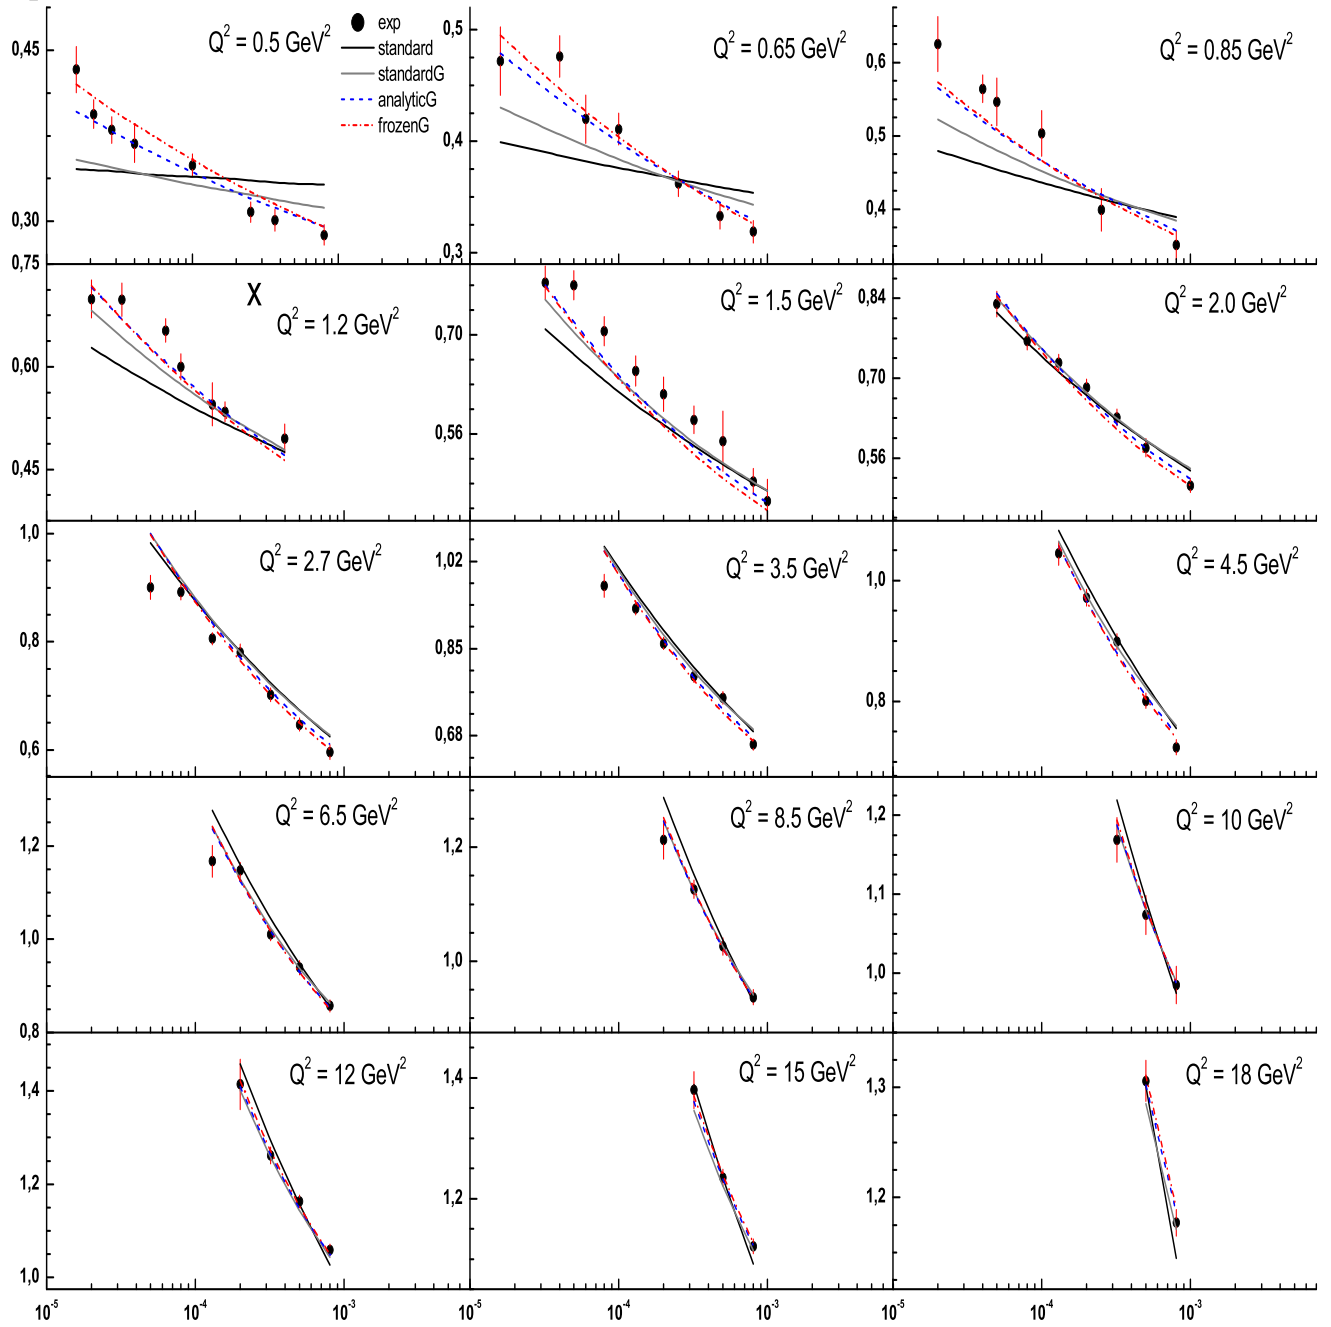 Q² = 0.5 GeV²
exp
standard
standardG
analyticG
frozenG
0,45
0,30
0,75
Q² = 0.65 GeV²
0,5
0,4
0,3
Q² = 0.85 GeV²
0,6
0,5
0,4
X
Q² = 1.2 GeV²
0,60
0,45
Q² = 1.5 GeV²
0,70
0,56
Q² = 2.0 GeV²
0,84
0,70
0,56
Q² = 2.7 GeV²
1,0
0,8
0,6
Q² = 3.5 GeV²
1,02
0,85
0,68
Q² = 4.5 GeV²
1,0
0,8
Q² = 6.5 GeV²
1,2
1,0
0,8
Q² = 8.5 GeV²
1,2
1,0
Q² = 10 GeV²
1,2
1,1
1,0
Q² = 12 GeV²
1,4
1,2
1,0
Q² = 15 GeV²
1,4
1,2
Q² = 18 GeV²
1,3
1,2
10⁻⁵ 10⁻⁴ 10⁻³ 10⁻⁵ 10⁻⁴ 10⁻³ 10⁻⁵ 10⁻⁴ 10⁻³